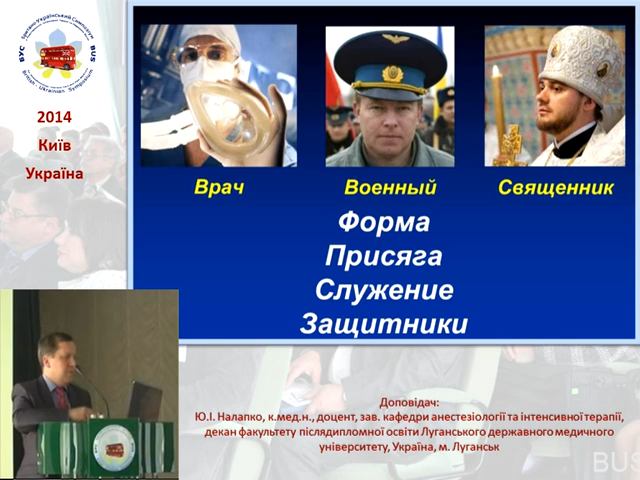 Британо-Український Симпозіум
БУС
BUS
British - Ukrainian Symposium
2014
Київ
Україна
Врач
Военный
Священник
Форма
Присяга
Служение
Защитники
Доповідач:
Ю.І. Налапко, к.мед.н., доцент, зав. кафедри анестезіології та інтенсивної терапії,
декан факультету післядипломної освіти Луганського державного медичного
університету, Україна, м. Луганськ
BUS